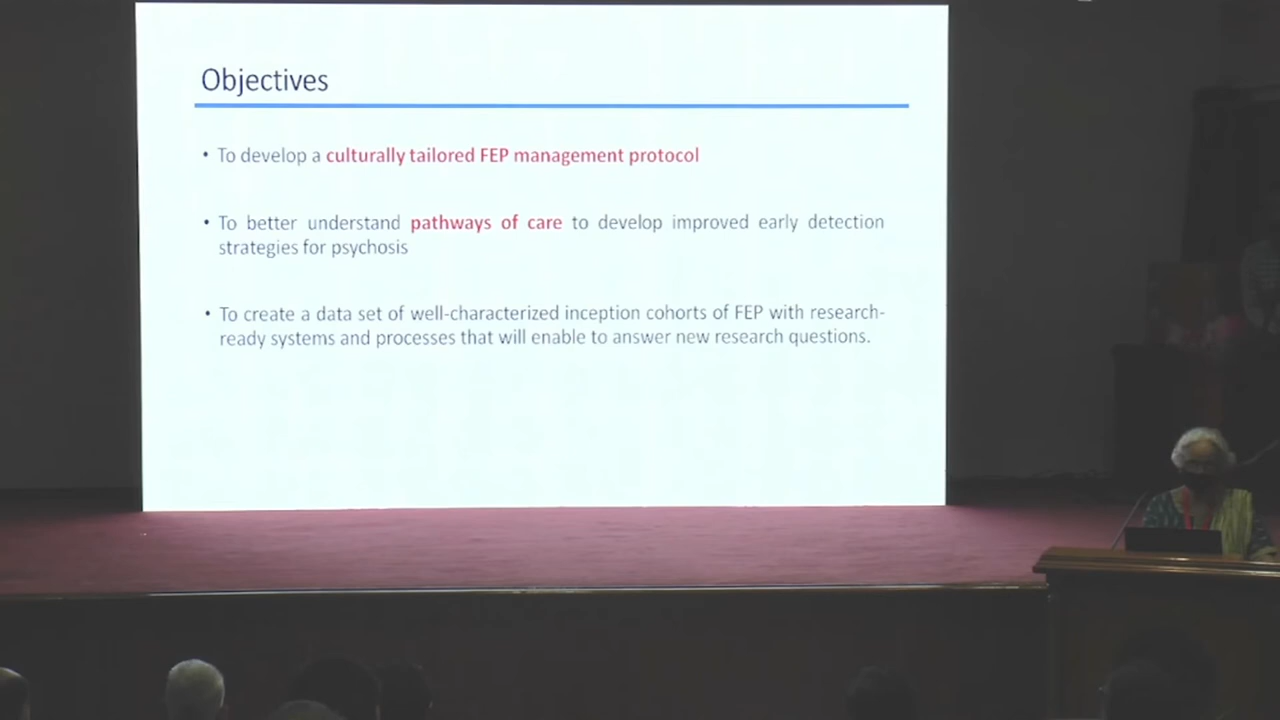 Objectives
• To develop a culturally tailored FEP management protocol
• To better understand pathways of care to develop improved early detection
strategies for psychosis
• To create a data set of well-characterized inception cohorts of FEP with research-
ready systems and processes that will enable to answer new research questions.